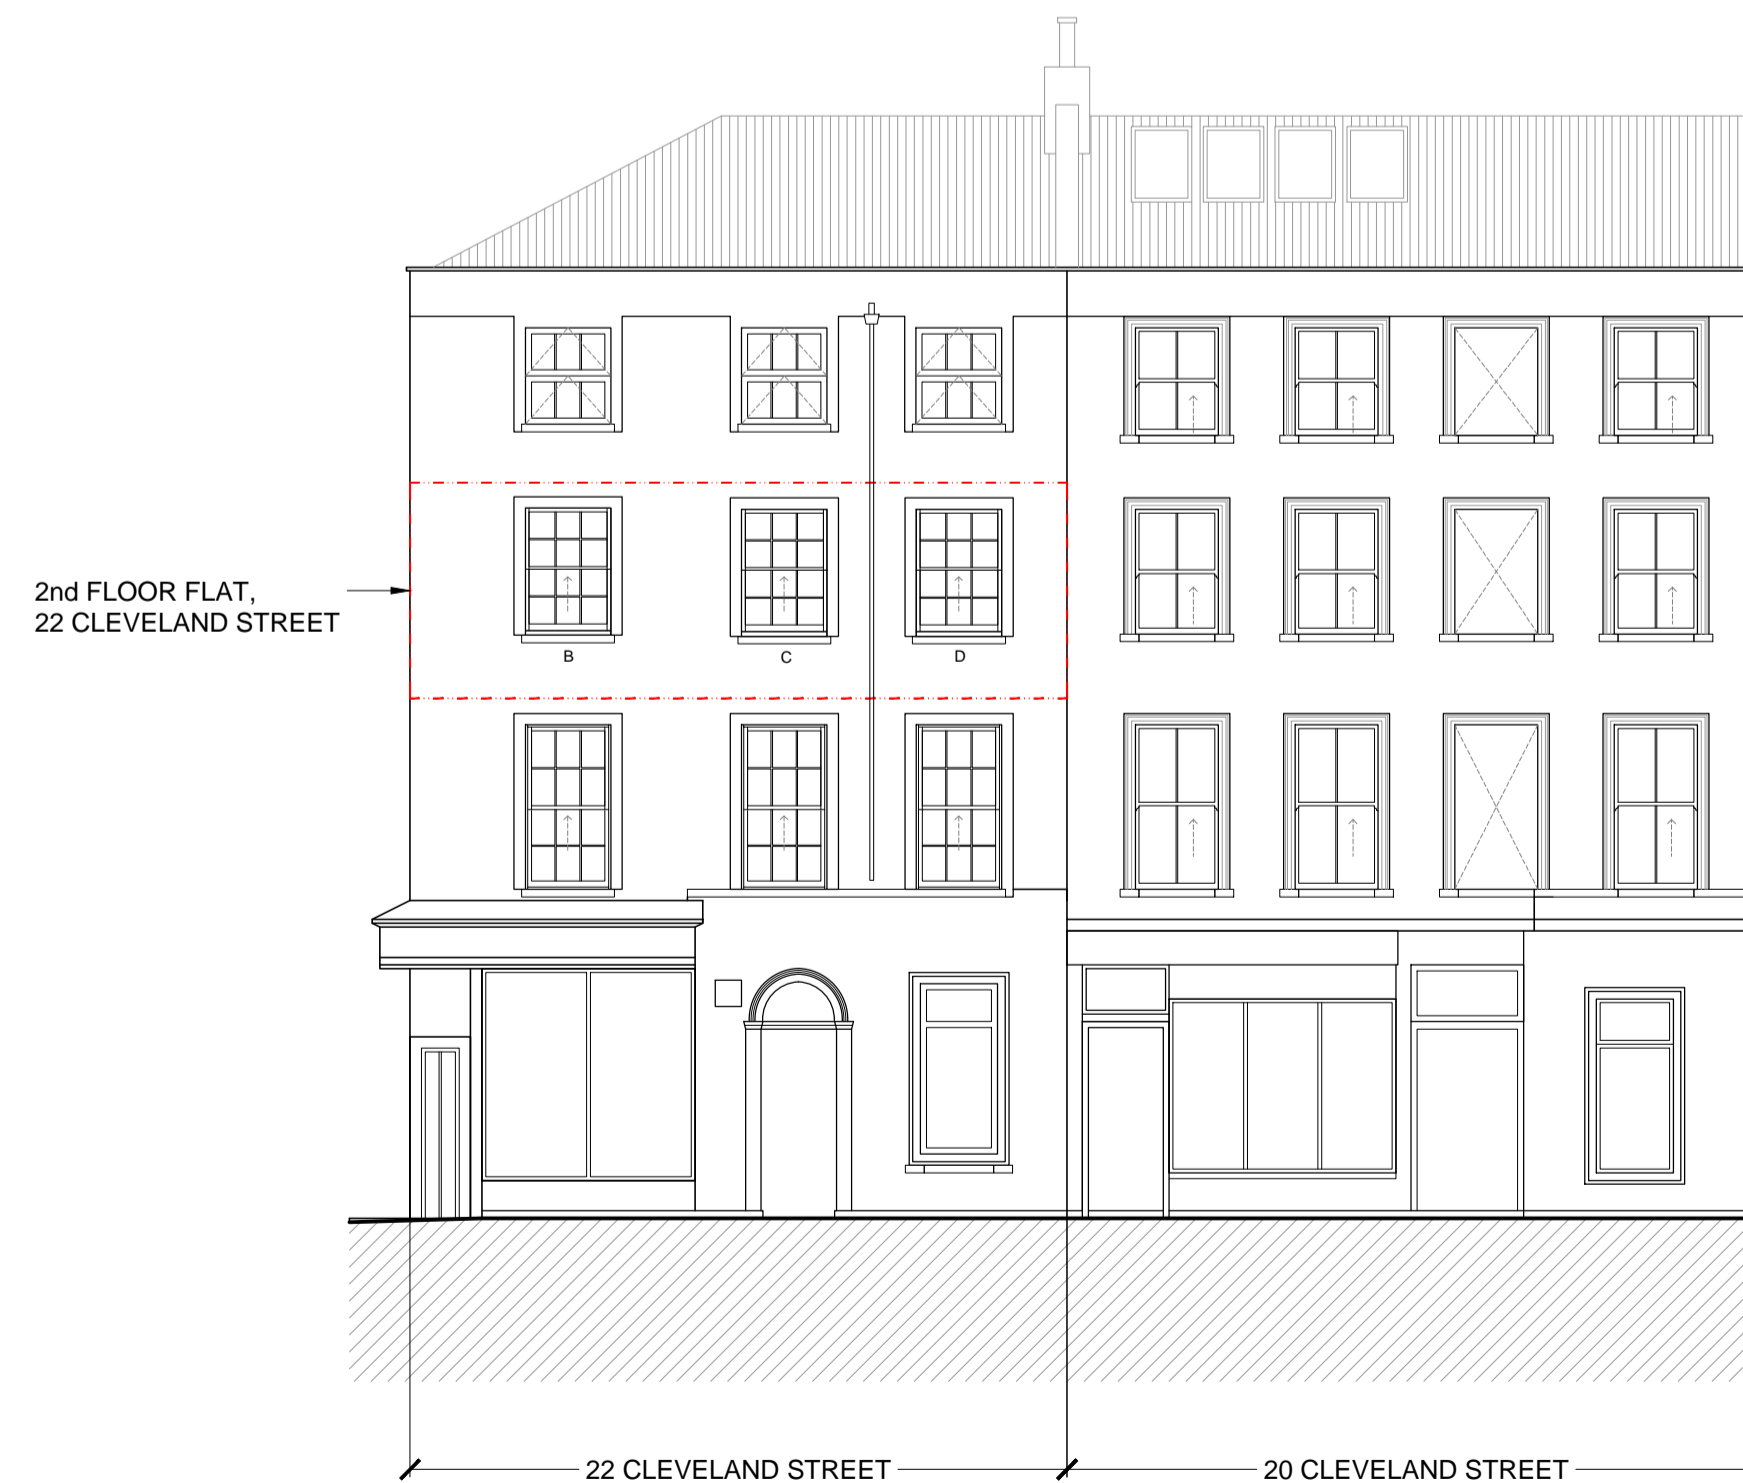 2nd FLOOR FLAT,
22 CLEVELAND STREET
B
C
D
22 CLEVELAND STREET
20 CLEVELAND STREET